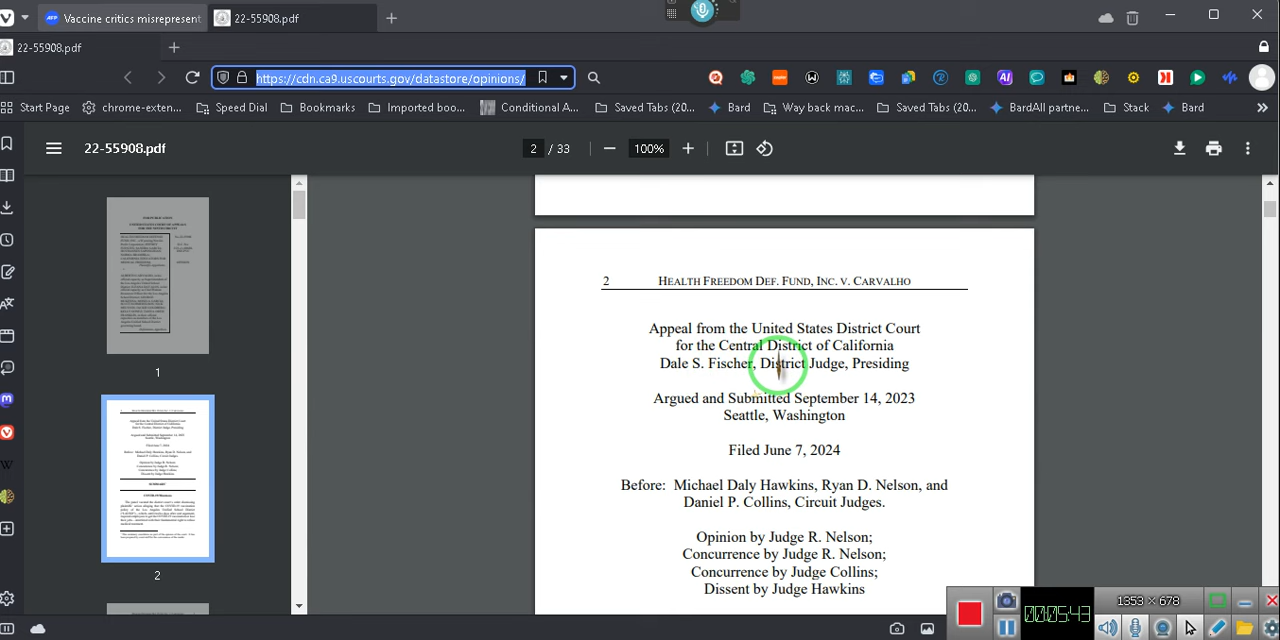 Vaccine critics misrepresent
22-55908.pdf
22-55908.pdf
https://cdn.ca9.uscourts.gov/datastore/opinions/
Start Page
chrome-exten...
Speed Dial
Bookmarks
Imported boo...
Conditional A...
Saved Tabs (20...
Bard
Way back mac...
Saved Tabs (20...
BardAll partne...
Stack
Bard
22-55908.pdf
2 / 33
100%
1
2
2 HEALTH FREEDOM DEF. FUND, INC. V. CARVALHO
Appeal from the United States District Court
for the Central District of California
Dale S. Fischer, District Judge, Presiding
Argued and Submitted September 14, 2023
Seattle, Washington
Filed June 7, 2024
Before: Michael Daly Hawkins, Ryan D. Nelson, and
Daniel P. Collins, Circuit Judges.
Opinion by Judge R. Nelson;
Concurrence by Judge R. Nelson;
Concurrence by Judge Collins;
Dissent by Judge Hawkins
1353 × 678
00:05:43